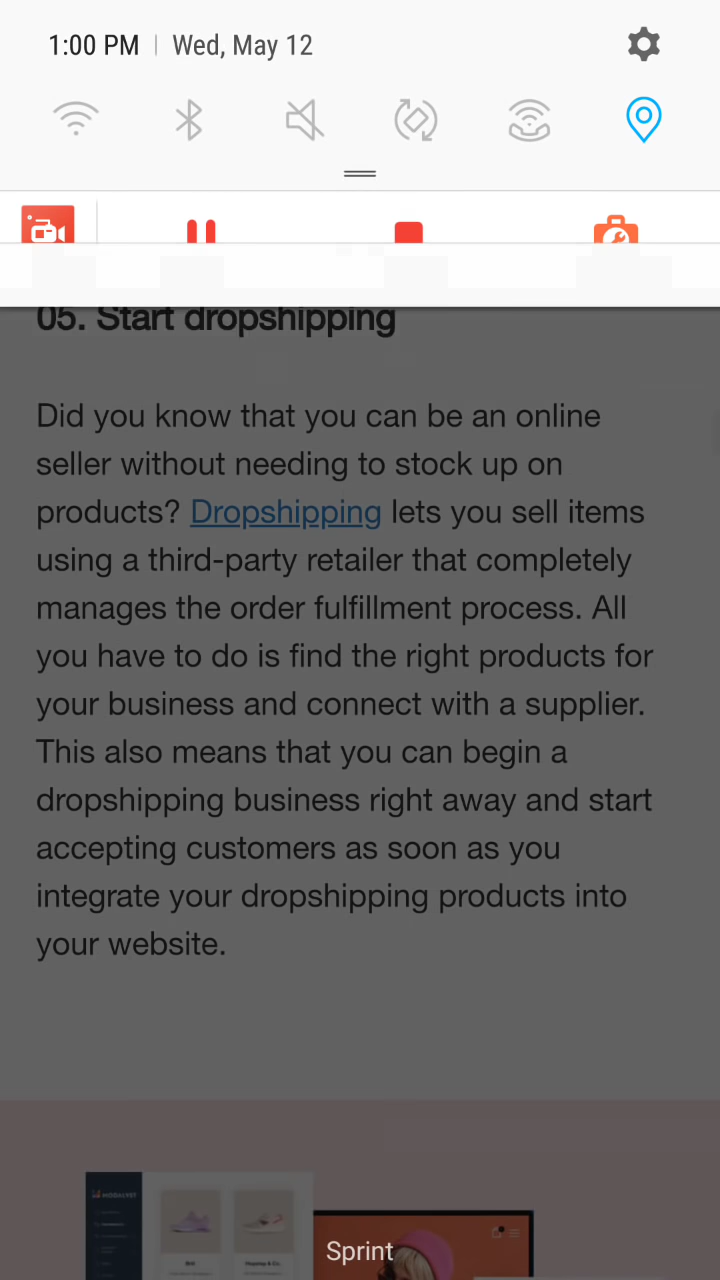 1:00 PM | Wed, May 12
05. Start dropshipping
Did you know that you can be an online
seller without needing to stock up on
products? Dropshipping lets you sell items
using a third-party retailer that completely
manages the order fulfillment process. All
you have to do is find the right products for
your business and connect with a supplier.
This also means that you can begin a
dropshipping business right away and start
accepting customers as soon as you
integrate your dropshipping products into
your website.
MODALYST
Sprint